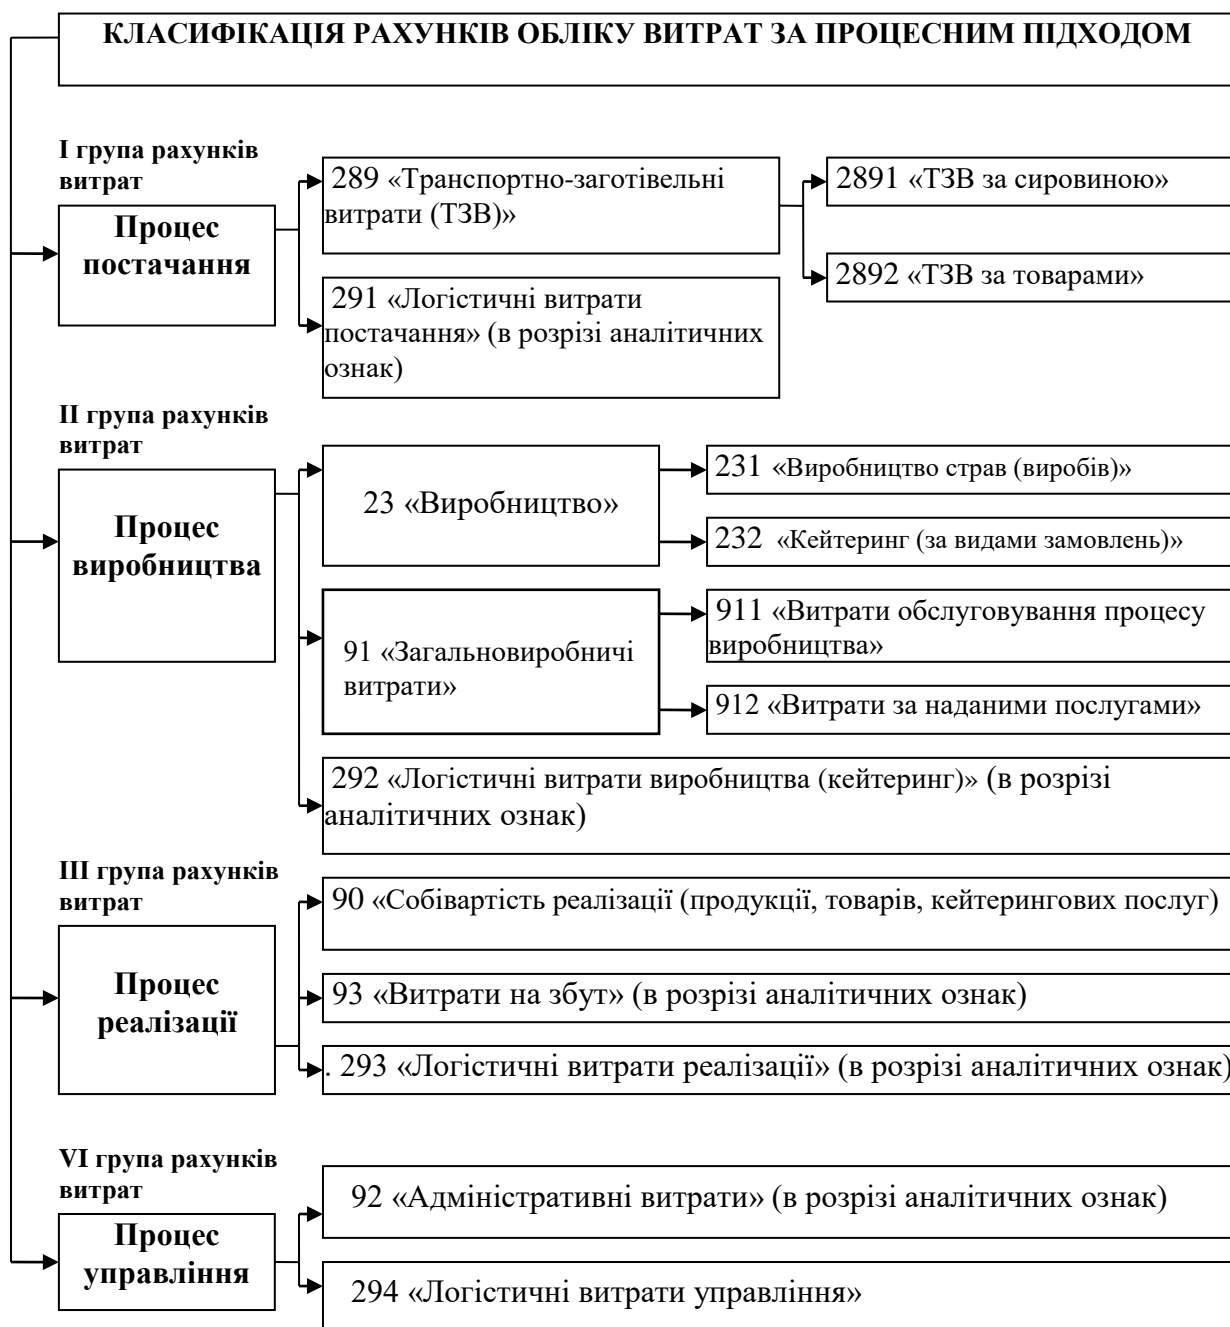 КЛАСИФІКАЦІЯ РАХУНКІВ ОБЛІКУ ВИТРАТ ЗА ПРОЦЕСНИМ ПІДХОДОМ
І група рахунків
витрат
Процес
постачання
289 «Транспортно-заготівельні
витрати (ТЗВ)»
2891 «ТЗВ за сировиною»
2892 «ТЗВ за товарами»
291 «Логістичні витрати
постачання» (в розрізі аналітичних
ознак)
ІІ група рахунків
витрат
Процес
виробництва
23 «Виробництво»
231 «Виробництво страв (виробів)»
232 «Кейтеринг (за видами замовлень)»
91 «Загальновиробничі
витрати»
911 «Витрати обслуговування процесу
виробництва»
912 «Витрати за наданими послугами»
292 «Логістичні витрати виробництва (кейтеринг)» (в розрізі
аналітичних ознак)
ІІІ група рахунків
витрат
Процес
реалізації
90 «Собівартість реалізації (продукції, товарів, кейтерингових послуг)
93 «Витрати на збут» (в розрізі аналітичних ознак)
. 293 «Логістичні витрати реалізації» (в розрізі аналітичних ознак)
VІ група рахунків
витрат
Процес
управління
92 «Адміністративні витрати» (в розрізі аналітичних ознак)
294 «Логістичні витрати управління»